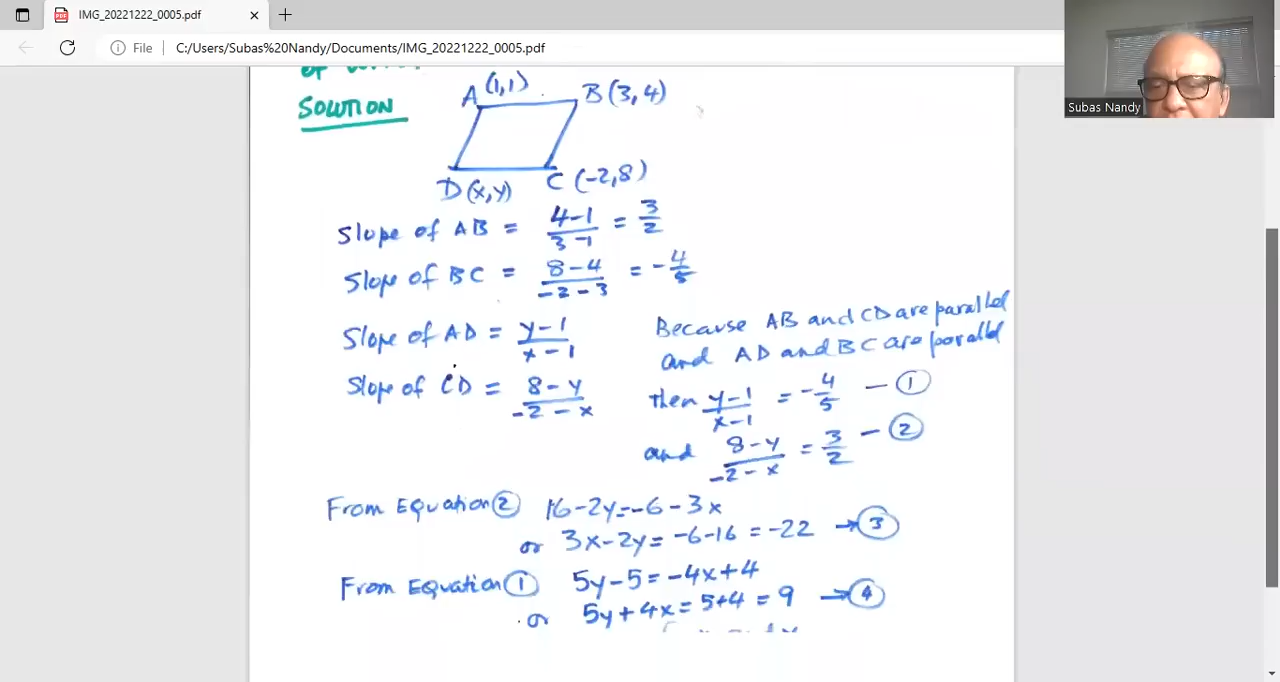 IMG_20221222_0005.pdf
File C:/Users/Subas%20Nandy/Documents/IMG_20221222_0005.pdf
Subas Nandy
SOLUTION
A (1,1)
B (3, 4)
D (x, y)
C (-2, 8)
Slope of AB = 4-1/3-1 = 3/2
Slope of BC = 8-4/-2-3 = -4/5
Slope of AD = y-1/x-1
Slope of CD = 8-y/-2-x
Because AB and CD are parallel
and AD and BC are parallel
then y-1/x-1 = -4/5 — ①
and 8-y/-2-x = 3/2 — ②
From Equation ② 16-2y=-6-3x
or 3x-2y = -6-16 = -22 → ③
From Equation ① 5y-5 = -4x+4
or 5y+4x = 5+4 = 9 → ④